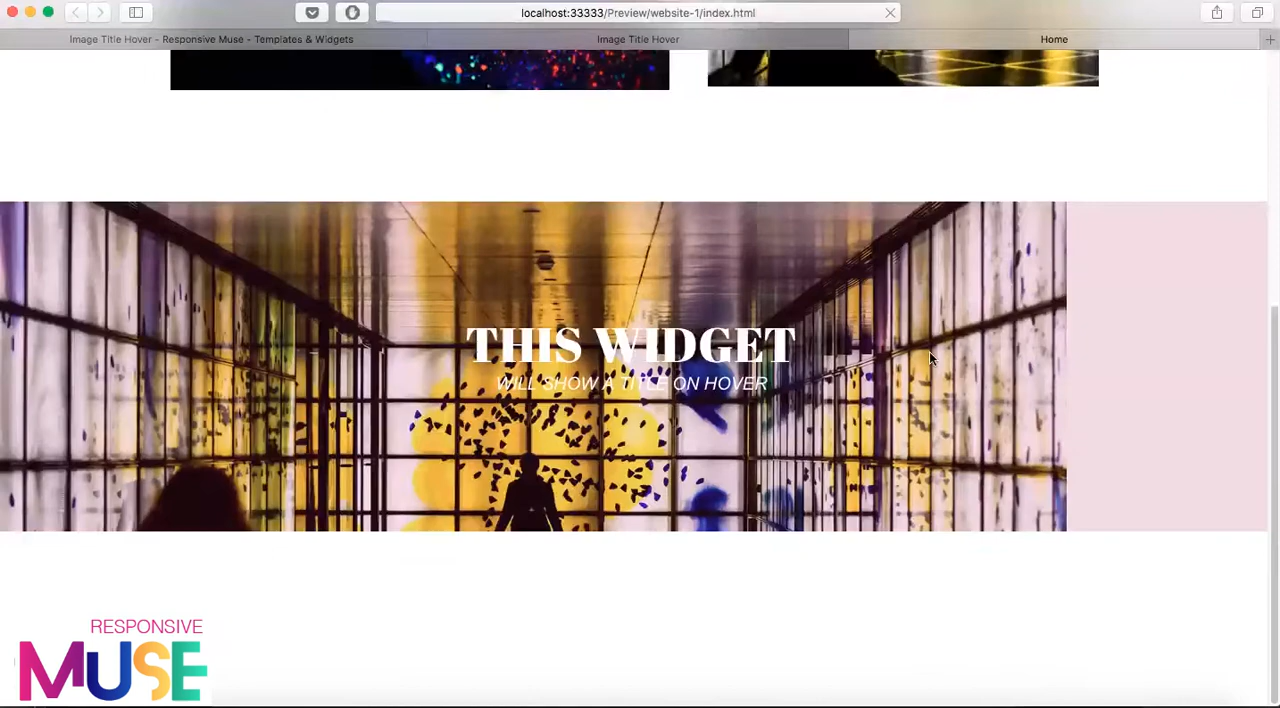 localhost:33333/Preview/website-1/index.html
Image Title Hover - Responsive Muse - Templates & Widgets
Image Title Hover
Home
THIS WIDGET
WILL SHOW A TITLE ON HOVER
RESPONSIVE
MUSE